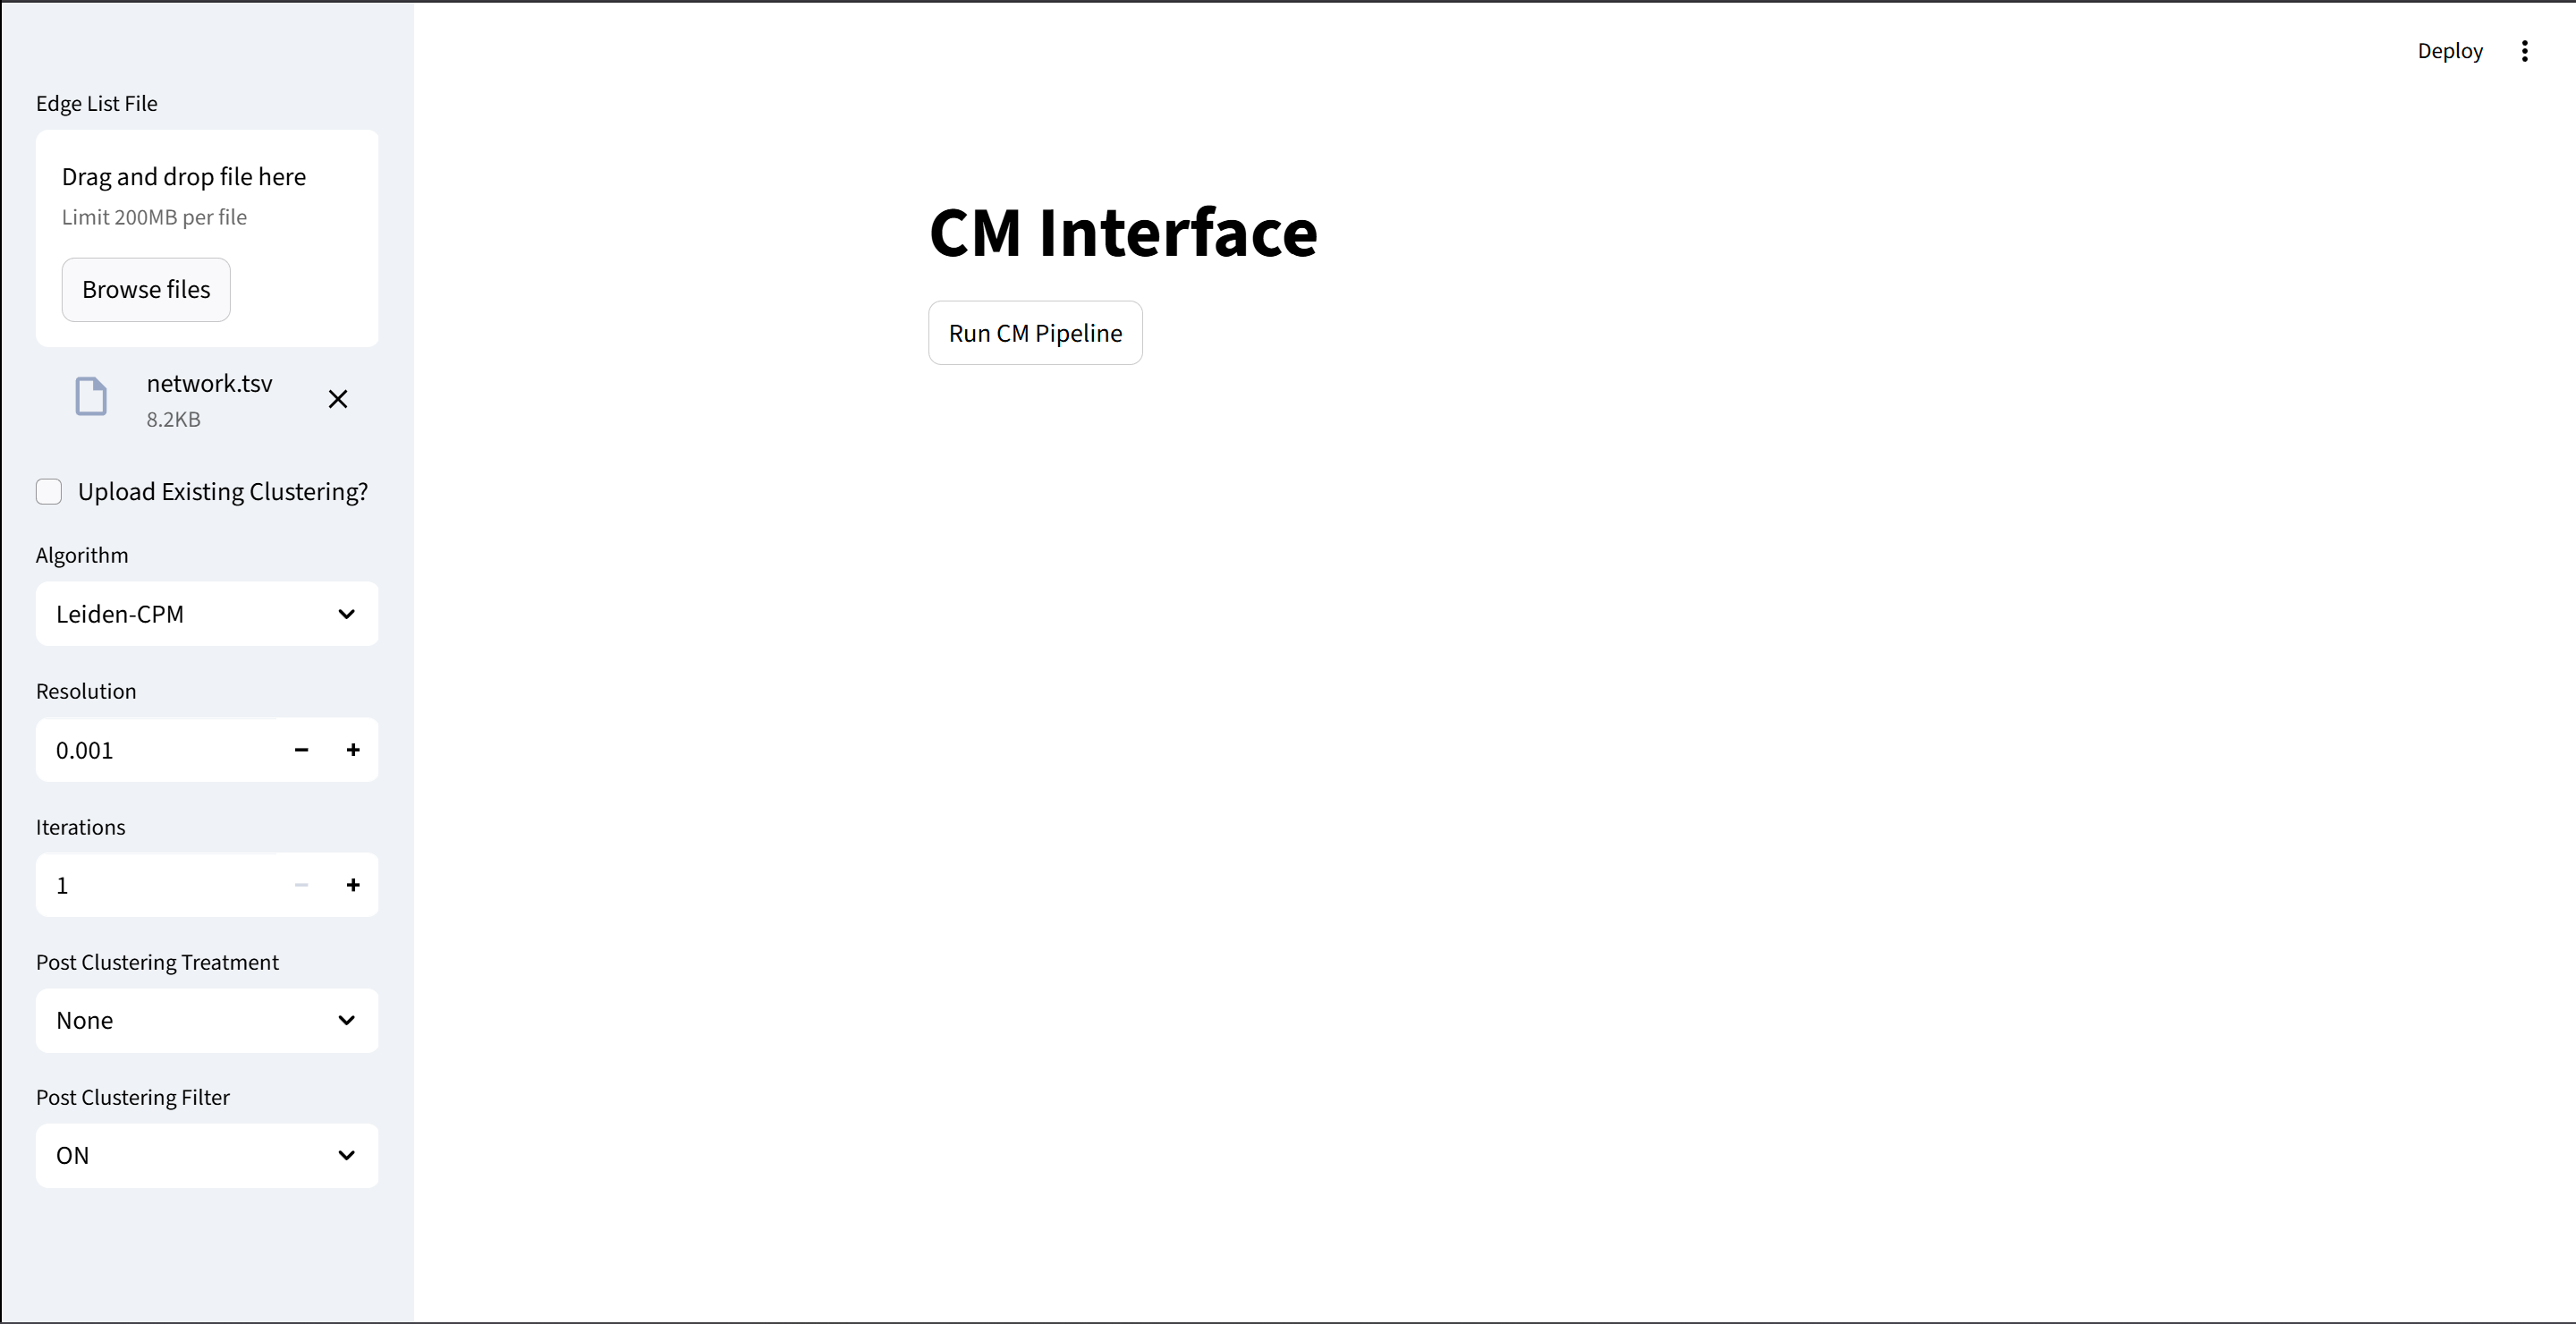 Deploy
Edge List File
Drag and drop file here
Limit 200MB per file
Browse files
network.tsv
8.2KB
Upload Existing Clustering?
Algorithm
Leiden-CPM
Resolution
0.001
Iterations
1
Post Clustering Treatment
None
Post Clustering Filter
ON
CM Interface
Run CM Pipeline